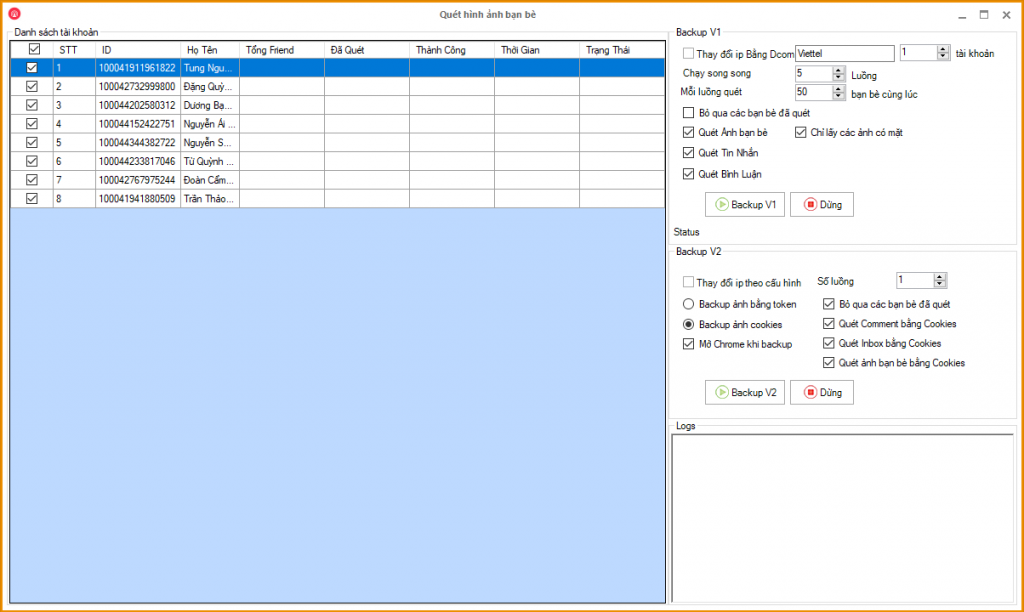 Quét hình ảnh bạn bè
Danh sách tài khoản
STT ID Họ Tên Tổng Friend Đã Quét Thành Công Thời Gian Trạng Thái
1 100041911961822 Tung Ngu...
2 100042732999800 Đặng Quỳ...
3 100044202580312 Dương Bạ...
4 100044152422751 Nguyễn Ái ...
5 100044344382722 Nguyễn S...
6 100044233817046 Từ Quỳnh ...
7 100042767975244 Đoàn Cẩm...
8 100041941880509 Trần Thảo...
Backup V1
Thay đổi ip Bằng Dcom Viettel 1 tài khoản
Chạy song song 5 Luồng
Mỗi luồng quét 50 bạn bè cùng lúc
Bỏ qua các bạn bè đã quét
Quét Ảnh bạn bè Chỉ lấy các ảnh có mặt
Quét Tin Nhắn
Quét Bình Luận
Backup V1 Dừng
Status
Backup V2
Thay đổi ip theo cấu hình Số luồng 1
Backup ảnh bằng token Bỏ qua các bạn bè đã quét
Backup ảnh cookies Quét Comment bằng Cookies
Mở Chrome khi backup Quét Inbox bằng Cookies
Quét ảnh bạn bè bằng Cookies
Backup V2 Dừng
Logs